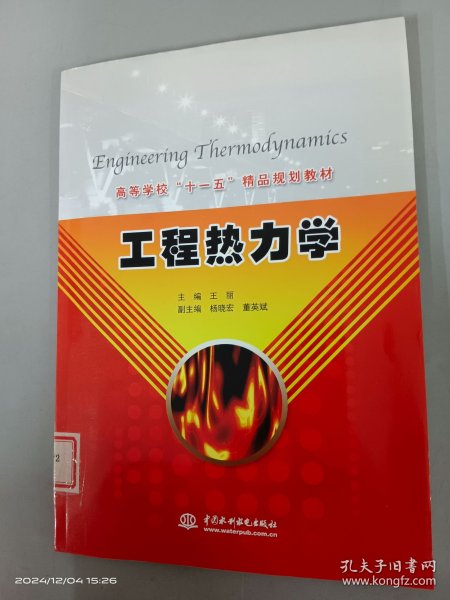 Engineering Thermodynamics
高等学校“十一五”精品规划教材
工程热力学
主编 王丽
副主编 杨晓宏 董英斌
2
中国水利水电出版社
www.waterpub.com.cn
2024/12/04 15:26
孔夫子旧书网
www.kongfz.com